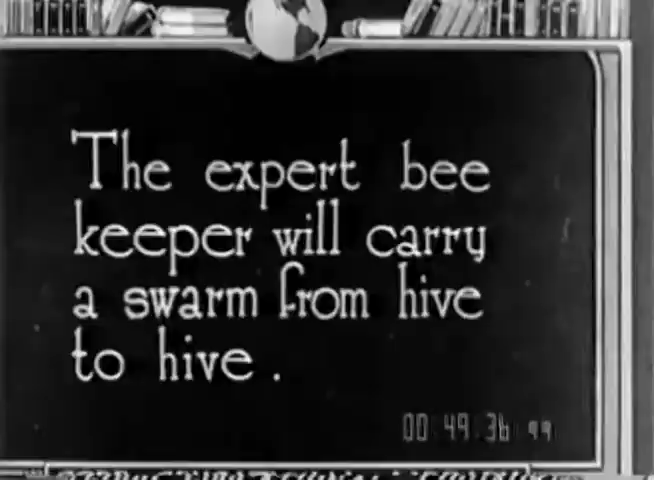 The expert bee
keeper will carry
a swarm from hive
to hive.
00:49.36 99